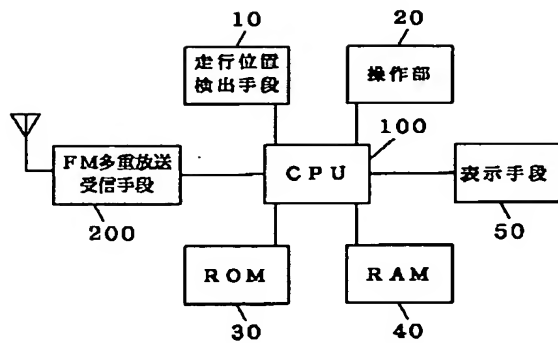 10
走行位置
検出手段
20
操作部
100
FM多重放送
受信手段
200
CPU
表示手段
50
ROM
30
RAM
40